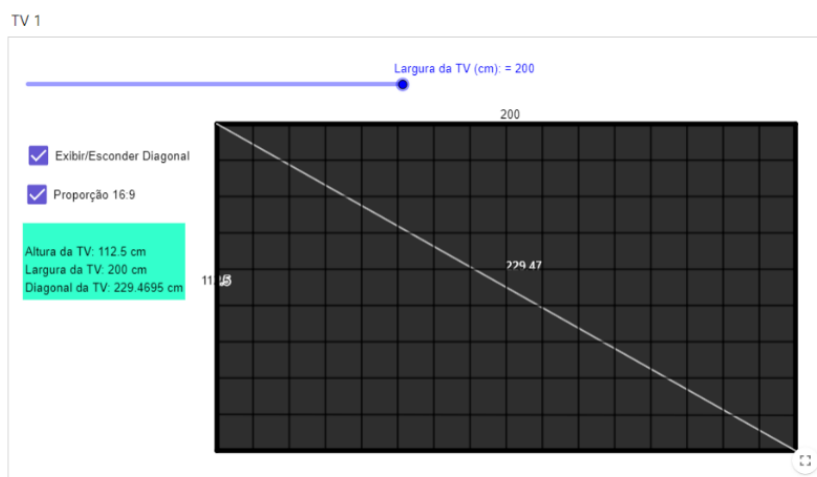 TV 1
Largura da TV (cm): = 200
200
Exibir/Esconder Diagonal
Proporção 16:9
Altura da TV: 112.5 cm
Largura da TV: 200 cm
Diagonal da TV: 229.4695 cm
229.47